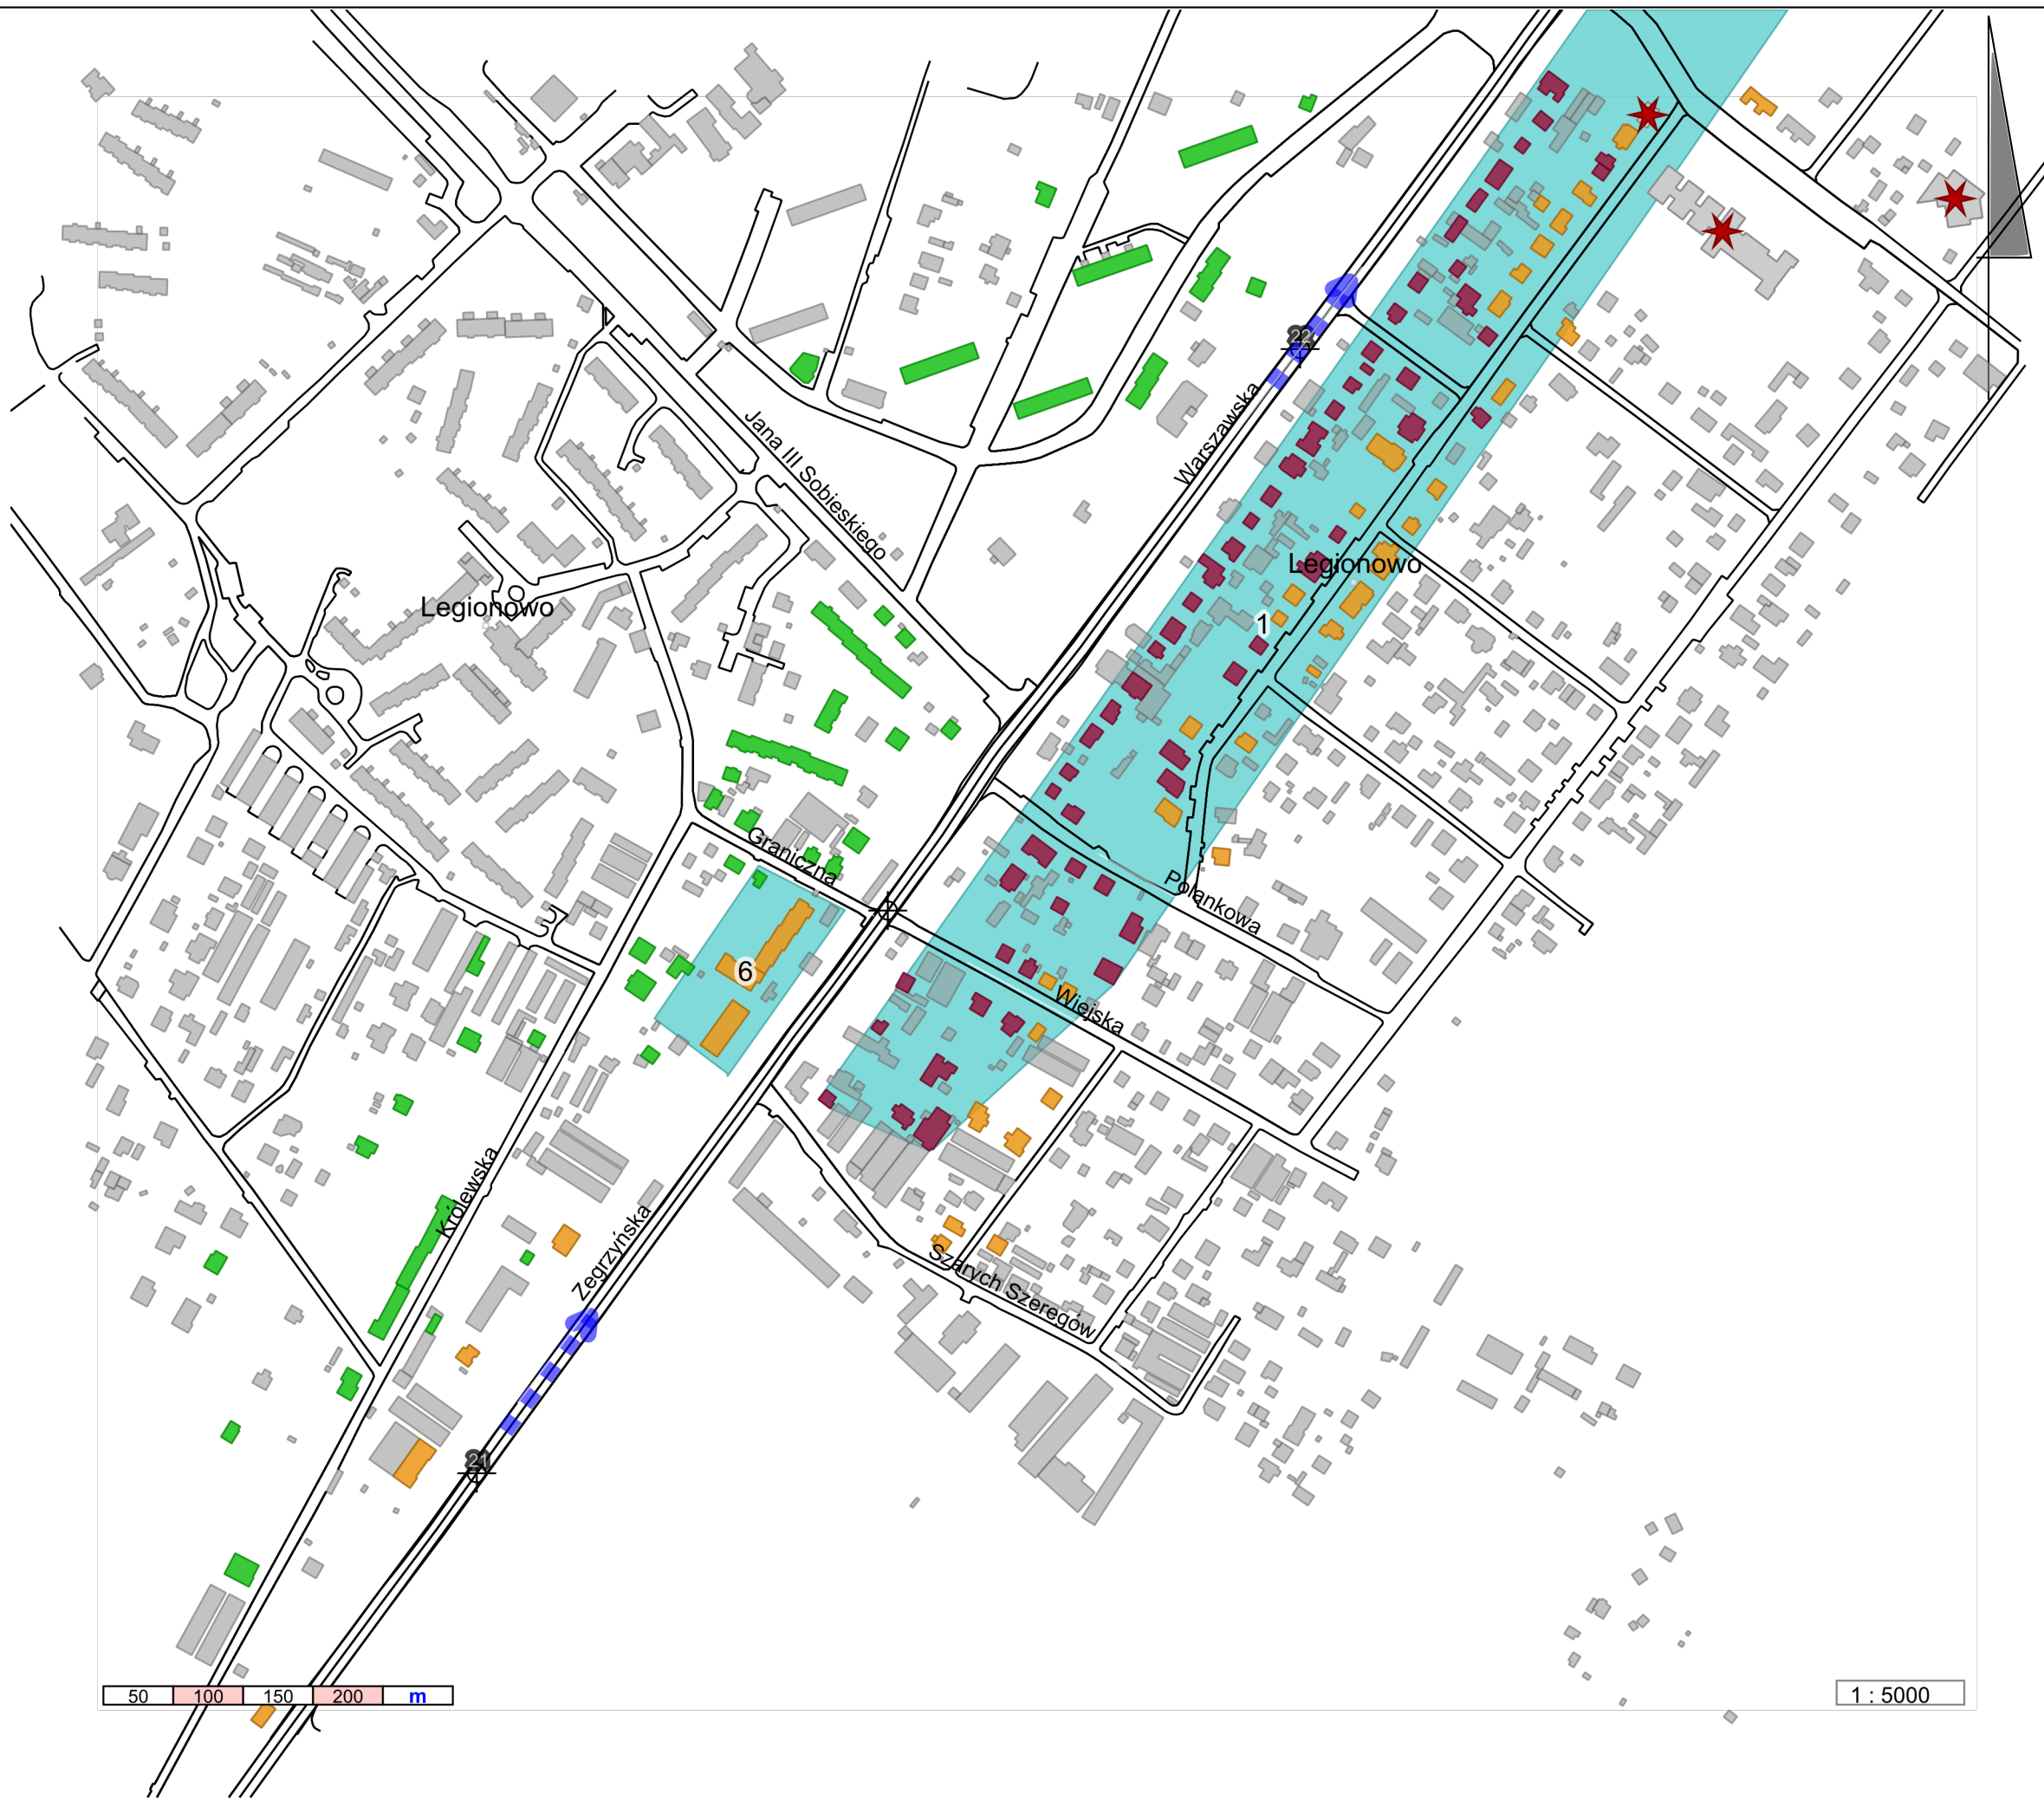 22
Warszawska
Jana III Sobieskiego
Legionowo
Legionowo
1
Graniczna
Polankowa
6
Wiejska
Królewska
Zegrzyńska
Szarych Szeregów
21
50 100 150 200 m
1 : 5000